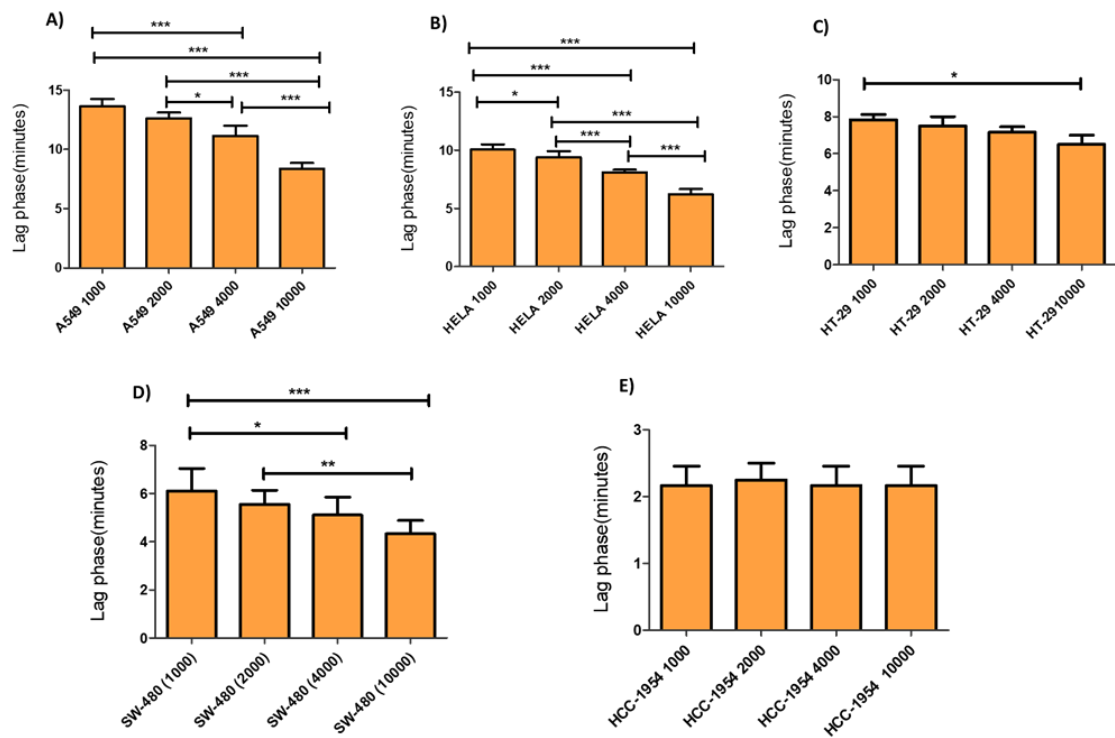 A)
***
***
***
*
***
Lag phase(minutes)
15
10
5
0
A549 1000
A549 2000
A549 4000
A549 10000
B)
***
***
*
***
***
***
Lag phase(minutes)
15
10
5
0
HELA 1000
HELA 2000
HELA 4000
HELA 10000
C)
*
Lag phase(minutes)
10
8
6
4
2
0
HT-29 1000
HT-29 2000
HT-29 4000
HT-2910000
D)
***
*
**
Lag phase(minutes)
8
6
4
2
0
SW-480 (1000)
SW-480 (2000)
SW-480 (4000)
SW-480 (10000)
E)
Lag phase(minutes)
3
2
1
0
HCC-1954 1000
HCC-1954 2000
HCC-1954 4000
HCC-1954 10000